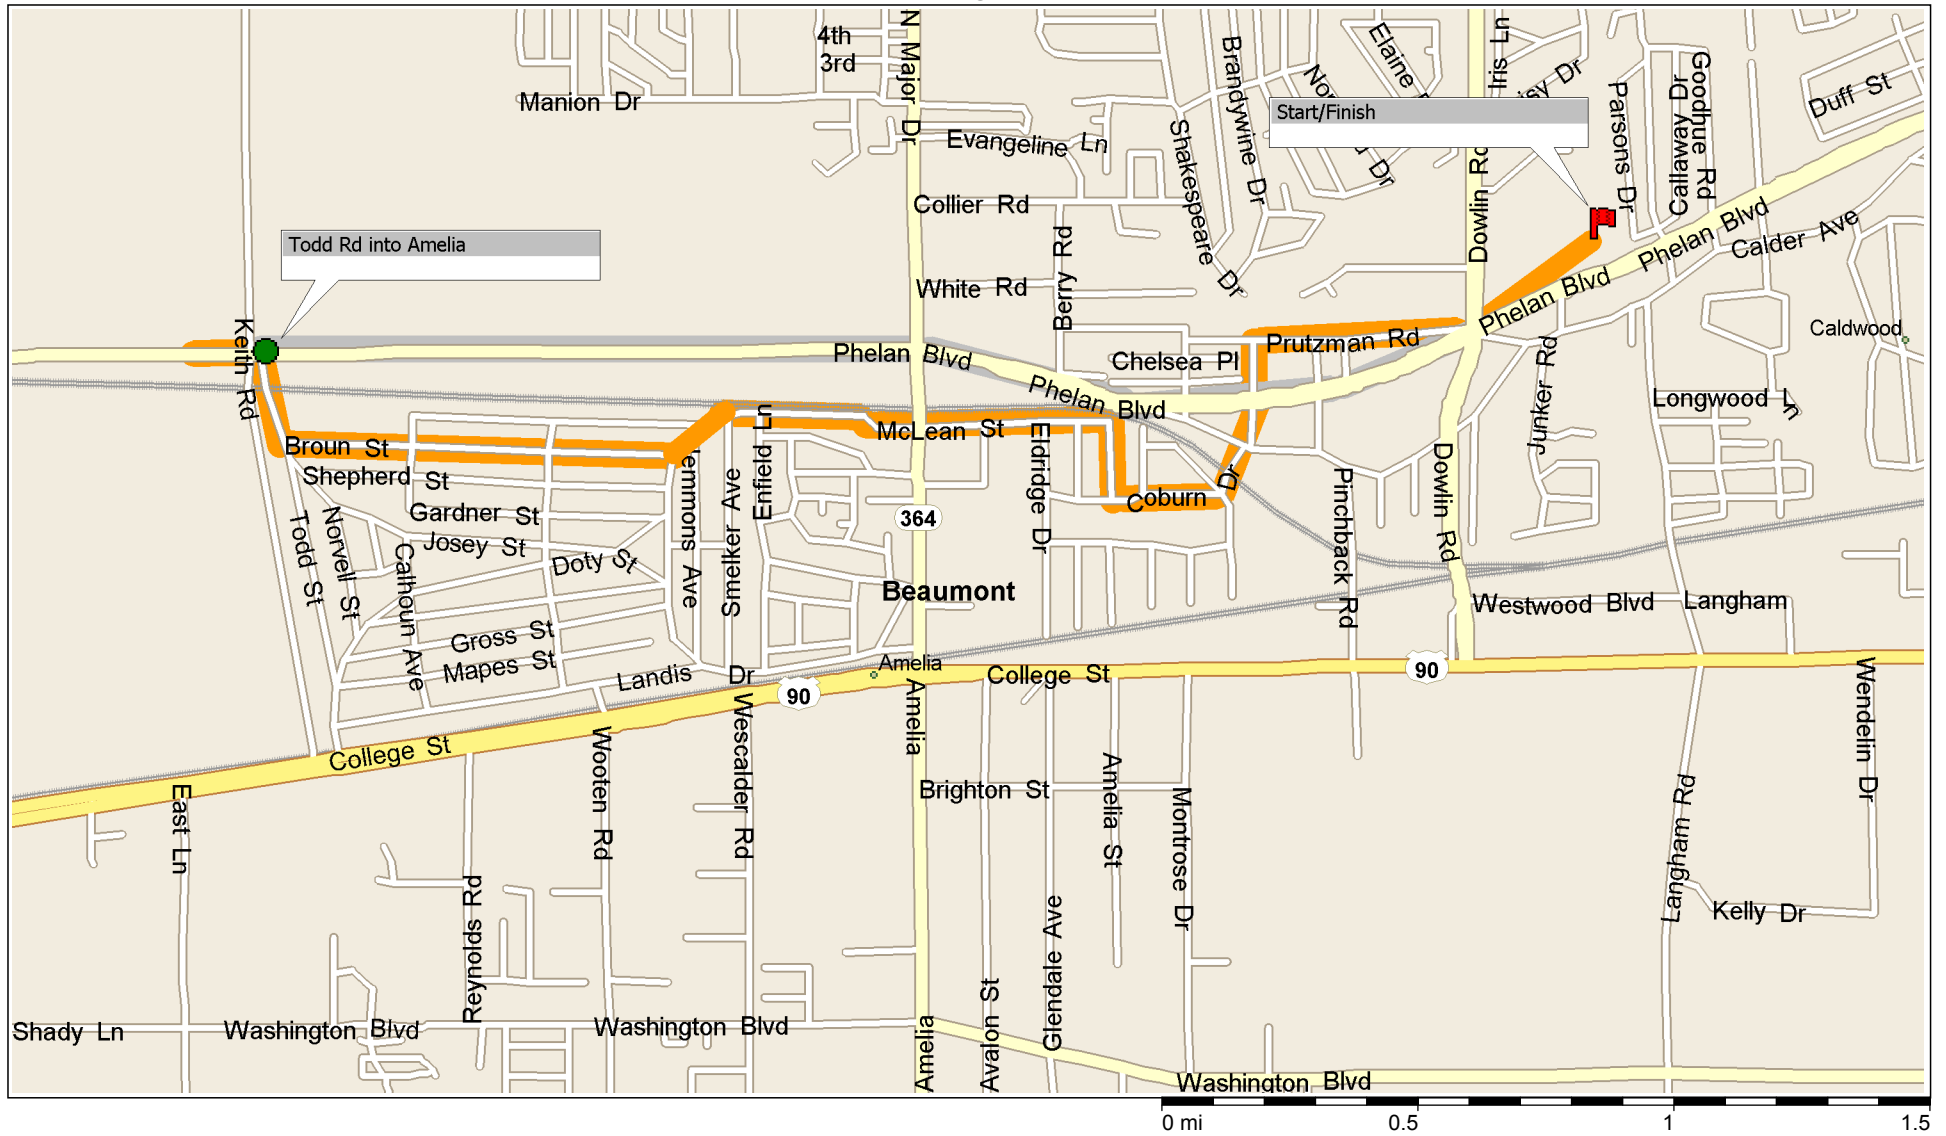 4th
3rd
Manion Dr
N Major Dr
Evangeline Ln
Collier Rd
White Rd
Berry Rd
Shakespeare Dr
Brandywine Dr
Elaine
Dr
Dowlin Rd
Iris Ln
Dr
Parsons Dr
Callaway Dr
Goodhue Rd
Duff St
Start/Finish
Todd Rd into Amelia
Keith Rd
Phelan Blvd
Phelan Blvd
Phelan Blvd
Phelan Blvd
Calder Ave
Caldwood
Chelsea Pl
Prutzman Rd
Junker Rd
Longwood Ln
Broun St
McLean St
Shepherd St
Gardner St
Josey St
Doty St
Gross St
Mapes St
Landis Dr
Todd St
Norvell St
Calhoun Ave
emmons Ave
Smelker Ave
Enfield Ln
Eldridge Dr
Coburn Dr
Pinchback Rd
Dowlin Rd
364
Beaumont
Westwood Blvd
Langham
Amelia
College St
90
90
College St
East Ln
Wooten Rd
Wescalder Rd
Amelia
Brighton St
Amelia St
Montrose Dr
Langham Rd
Wendelin Dr
Kelly Dr
Reynolds Rd
Avalon St
Glendale Ave
Amelia
Shady Ln
Washington Blvd
Washington Blvd
Washington Blvd
0 mi
0.5
1
1.5